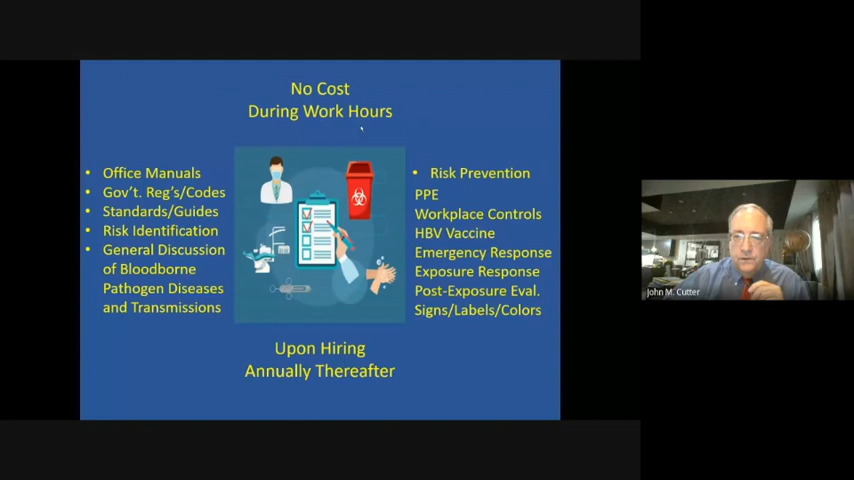 No Cost
During Work Hours
• Office Manuals
• Gov't. Reg's/Codes
• Standards/Guides
• Risk Identification
• General Discussion
of Bloodborne
Pathogen Diseases
and Transmissions
• Risk Prevention
PPE
Workplace Controls
HBV Vaccine
Emergency Response
Exposure Response
Post-Exposure Eval.
Signs/Labels/Colors
Upon Hiring
Annually Thereafter
John M. Cutter